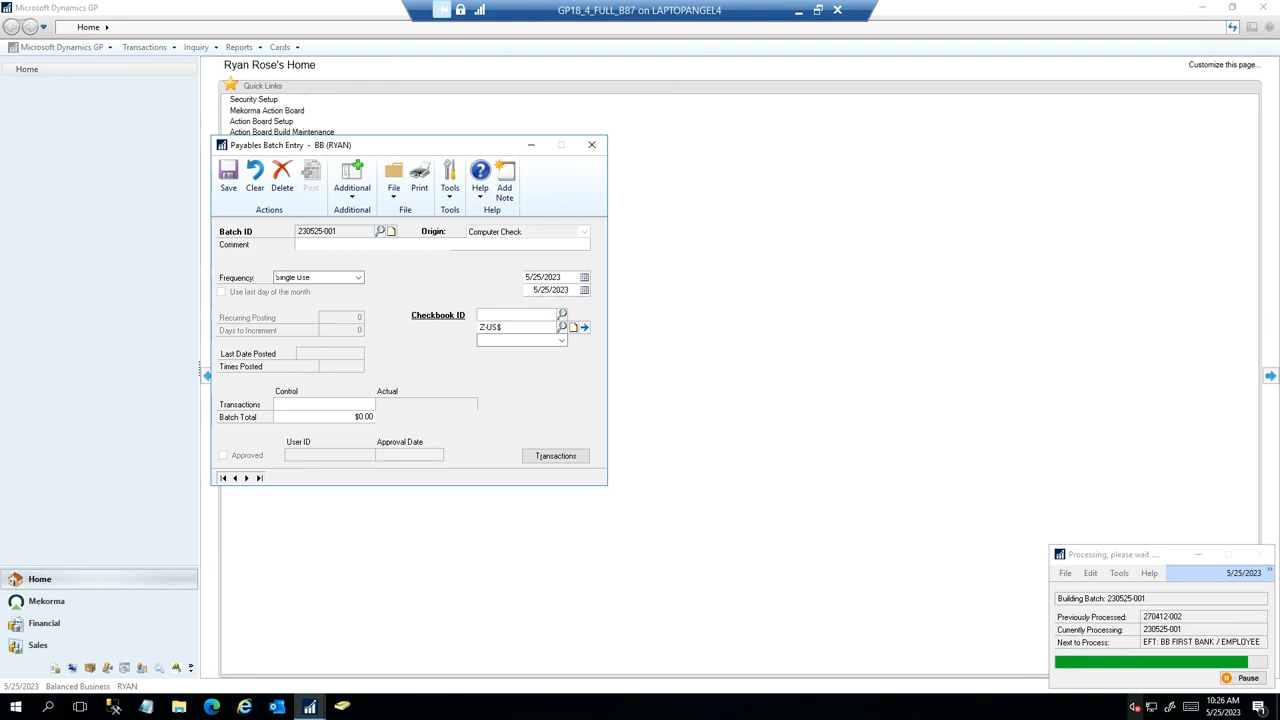 Microsoft Dynamics GP
GP18_4_FULL_B87 on LAPTOPANGEL4
Home
Microsoft Dynamics GP
Transactions
Inquiry
Reports
Cards
Home
Ryan Rose's Home
Customize this page...
Quick Links
Security Setup
Mekorma Action Board
Action Board Setup
Action Board Build Maintenance
Payables Batch Entry - BB (RYAN)
Save
Clear
Delete
Post
Additional
File
Print
Tools
Help
Add Note
Actions
Additional
File
Tools
Help
Batch ID
230525-001
Origin:
Computer Check
Comment
Frequency:
Single Use
5/25/2023
Use last day of the month
5/25/2023
Recurring Posting
0
Checkbook ID
Days to Increment
0
Z-US$
Last Date Posted
Times Posted
Control
Actual
Transactions
Batch Total
$0.00
User ID
Approval Date
Approved
Transactions
Processing, please wait ....
File
Edit
Tools
Help
5/25/2023
Building Batch: 230525-001
Previously Processed:
270412-002
Currently Processing:
230525-001
Next to Process:
EFT: BB FIRST BANK / EMPLOYEE
Pause
Home
Mekorma
Financial
Sales
5/25/2023
Balanced Business
RYAN
10:26 AM
5/25/2023
1